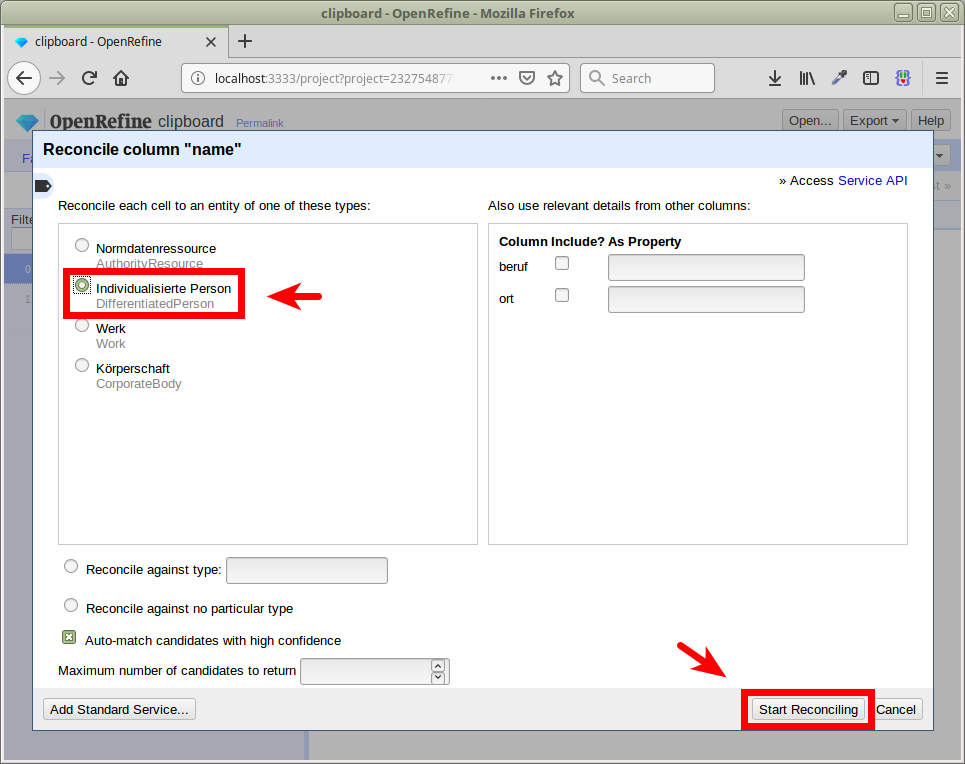 clipboard - OpenRefine - Mozilla Firefox
clipboard - OpenRefine
localhost:3333/project?project=232754877
Search
OpenRefine clipboard Permalink
Open... Export Help
Reconcile column "name"
» Access Service API
Reconcile each cell to an entity of one of these types:
Also use relevant details from other columns:
Filte
0
1
Normdatenressource
AuthorityResource
Individualisierte Person
DifferentiatedPerson
Werk
Work
Körperschaft
CorporateBody
Column Include? As Property
beruf
ort
Reconcile against type:
Reconcile against no particular type
Auto-match candidates with high confidence
Maximum number of candidates to return
Add Standard Service...
Start Reconciling
Cancel